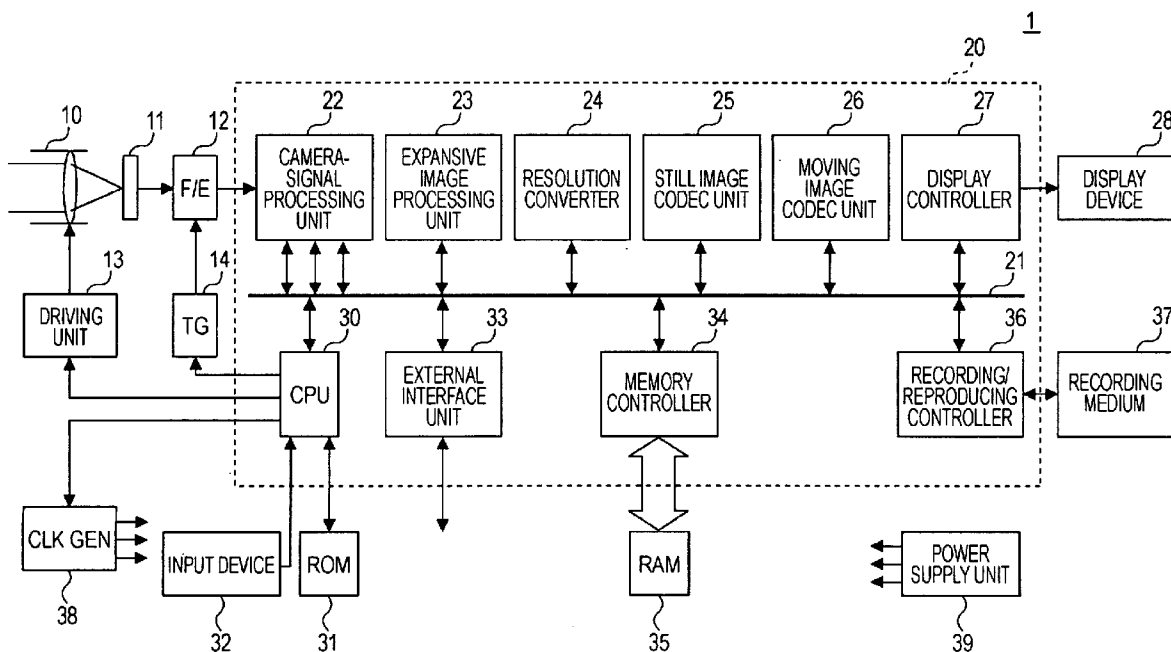 1
20
10
11
12
22
23
24
25
26
27
28
F/E
CAMERA-
SIGNAL
PROCESSING
UNIT
EXPANSIVE
IMAGE
PROCESSING
UNIT
RESOLUTION
CONVERTER
STILL IMAGE
CODEC UNIT
MOVING
IMAGE
CODEC UNIT
DISPLAY
CONTROLLER
DISPLAY
DEVICE
13
14
21
DRIVING
UNIT
TG
30
33
34
36
37
CPU
EXTERNAL
INTERFACE
UNIT
MEMORY
CONTROLLER
RECORDING/
REPRODUCING
CONTROLLER
RECORDING
MEDIUM
CLK GEN
INPUT DEVICE
ROM
RAM
POWER
SUPPLY UNIT
38
32
31
35
39